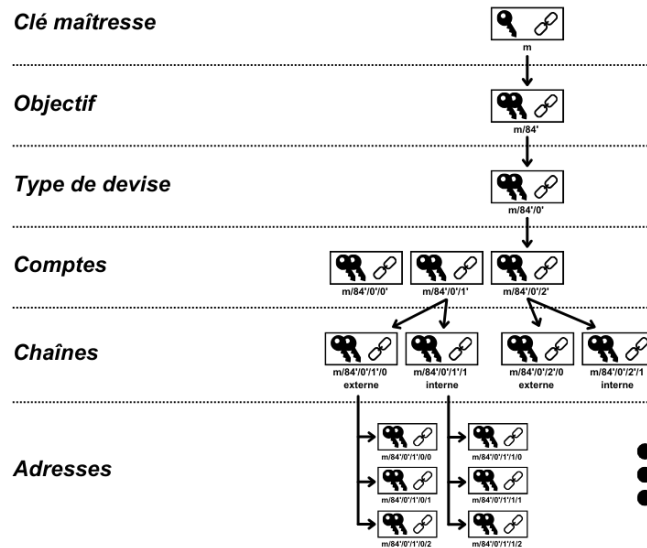 Clé maîtresse
m
Objectif
m/84'
Type de devise
m/84'/0'
Comptes
m/84'/0'/0'
m/84'/0'/1'
m/84'/0'/2'
Chaînes
m/84'/0'/1'/0
externe
m/84'/0'/1'/1
interne
m/84'/0'/2'/0
externe
m/84'/0'/2'/1
interne
Adresses
m/84'/0'/1'/0/0
m/84'/0'/1'/1/0
m/84'/0'/1'/0/1
m/84'/0'/1'/1/1
m/84'/0'/1'/0/2
m/84'/0'/1'/1/2